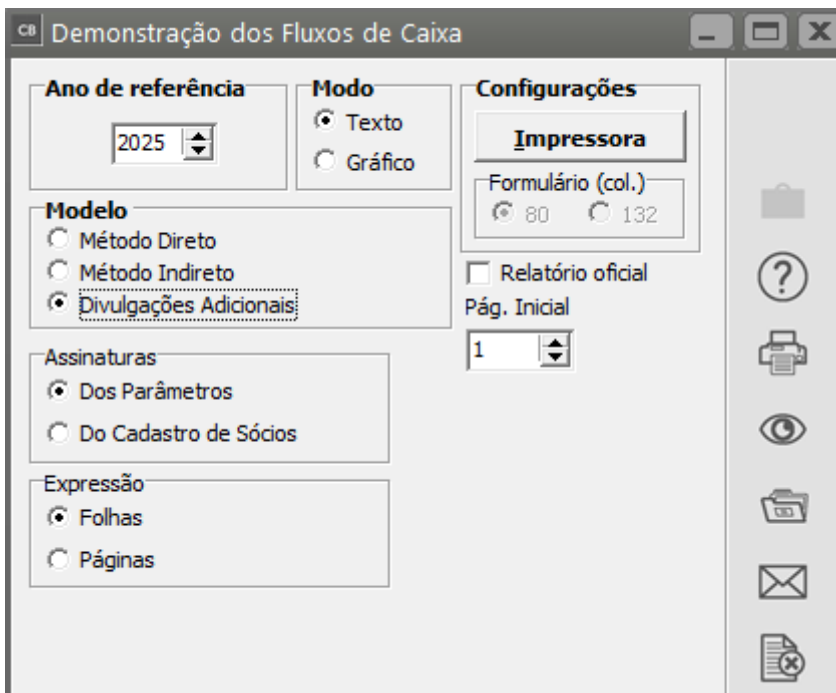 CB Demonstração dos Fluxos de Caixa
Ano de referência
2025
Modo
Texto
Gráfico
Configurações
Impressora
Formulário (col.)
80 132
Modelo
Método Direto
Método Indireto
Divulgações Adicionais
Relatório oficial
Pág. Inicial
1
Assinaturas
Dos Parâmetros
Do Cadastro de Sócios
Expressão
Folhas
Páginas